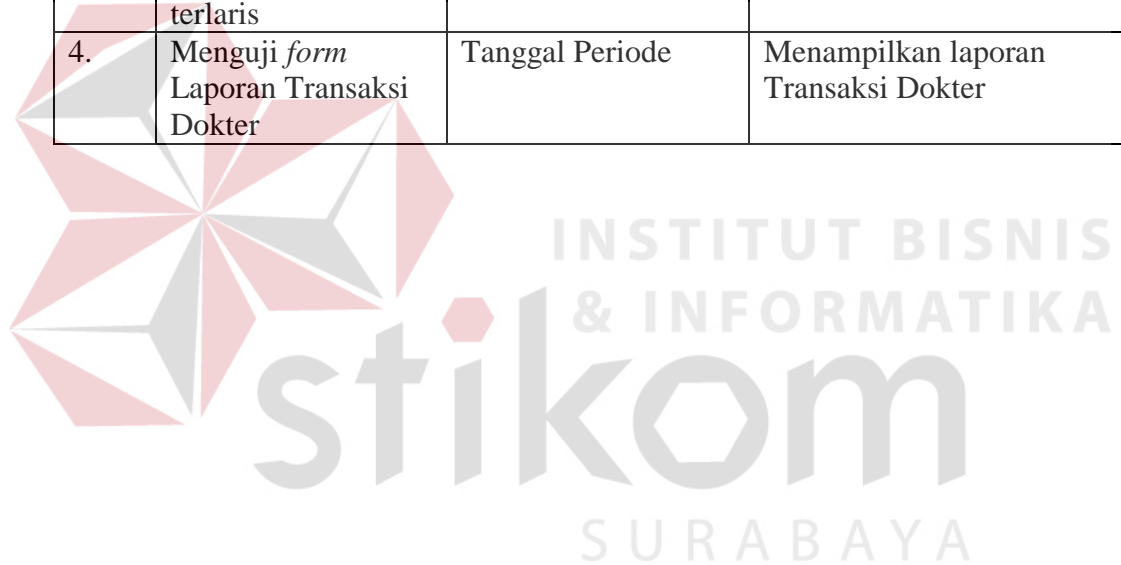 terlaris
4. Menguji form Tanggal Periode Menampilkan laporan
Laporan Transaksi Transaksi Dokter
Dokter
INSTITUT BISNIS
& INFORMATIKA
stikom
SURABAYA